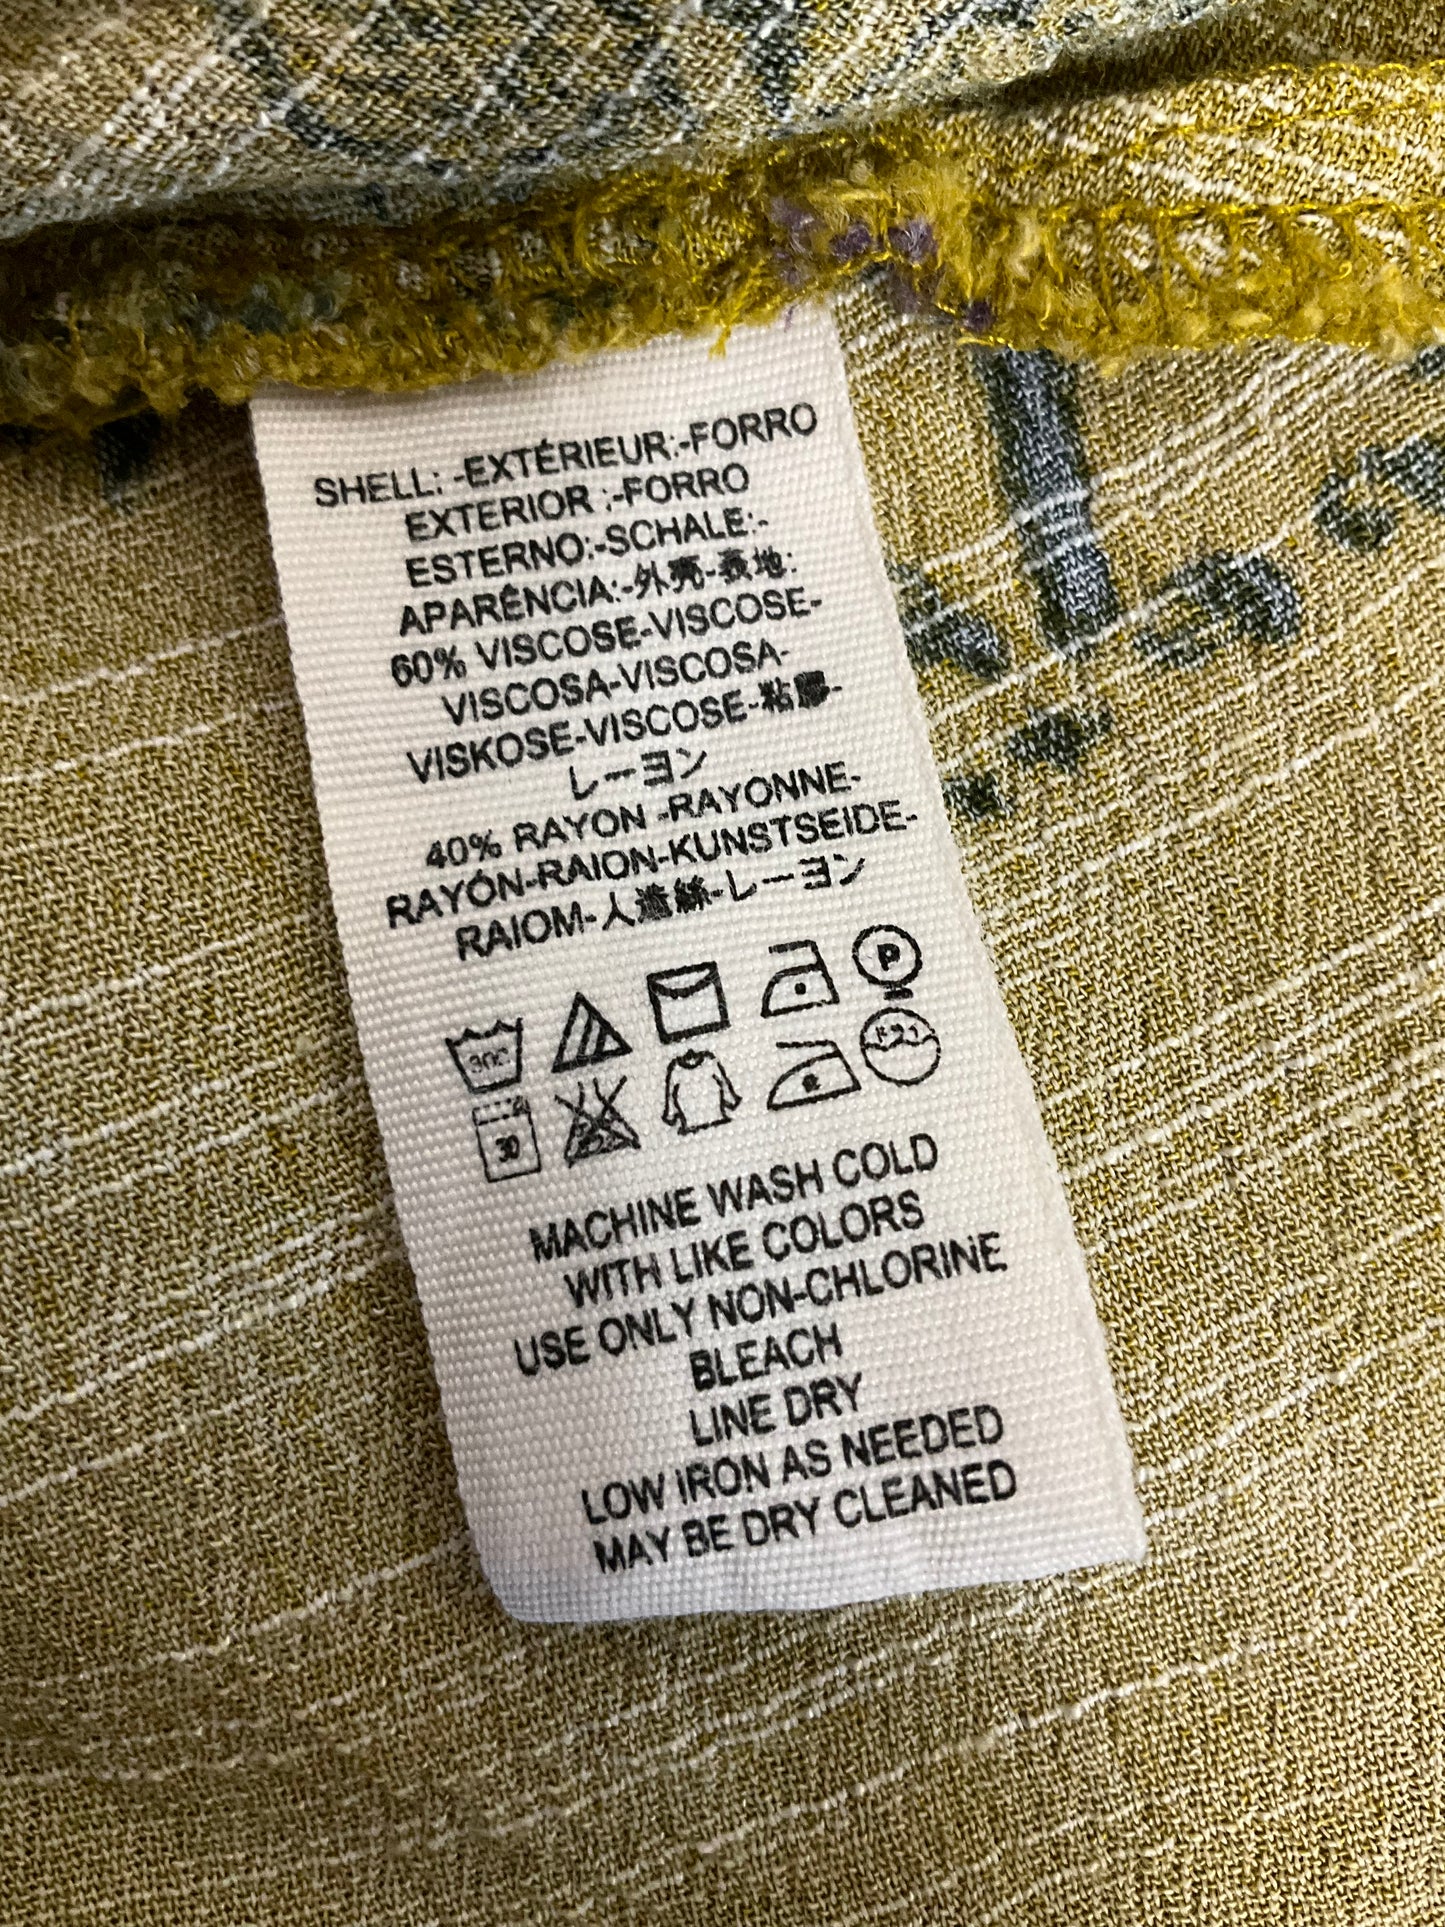 SHELL: -EXTÉRIEUR:-FORRO
EXTERIOR :-FORRO
ESTERNO:-SCHALE:-
APARÊNCIA:-外壳-表地:
60% VISCOSE-VISCOSE-
VISCOSA-VISCOSA-
VISKOSE-VISCOSE-粘膠-
レーヨン
40% RAYON -RAYONNE-
RAYÓN-RAION-KUNSTSEIDE-
RAIOM-人造絲-レーヨン
P
30
MACHINE WASH COLD
WITH LIKE COLORS
USE ONLY NON-CHLORINE
BLEACH
LINE DRY
LOW IRON AS NEEDED
MAY BE DRY CLEANED